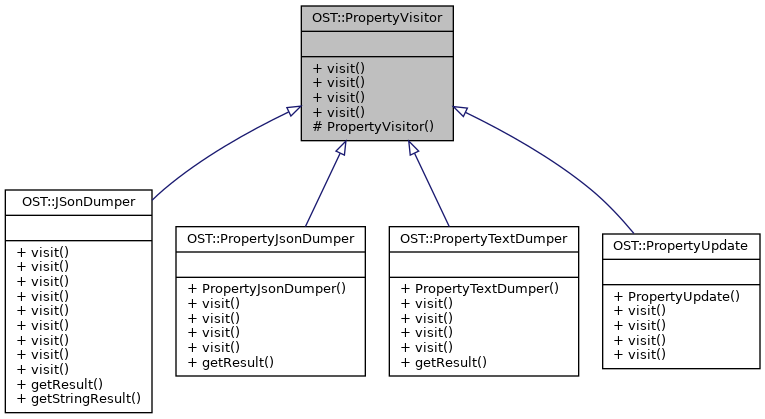 OST::PropertyVisitor
+ visit()
+ visit()
+ visit()
+ visit()
# PropertyVisitor()
OST::JSonDumper
+ visit()
+ visit()
+ visit()
+ visit()
+ visit()
+ visit()
+ visit()
+ visit()
+ visit()
+ getResult()
+ getStringResult()
OST::PropertyJsonDumper
+ PropertyJsonDumper()
+ visit()
+ visit()
+ visit()
+ visit()
+ getResult()
OST::PropertyTextDumper
+ PropertyTextDumper()
+ visit()
+ visit()
+ visit()
+ visit()
+ getResult()
OST::PropertyUpdate
+ PropertyUpdate()
+ visit()
+ visit()
+ visit()
+ visit()